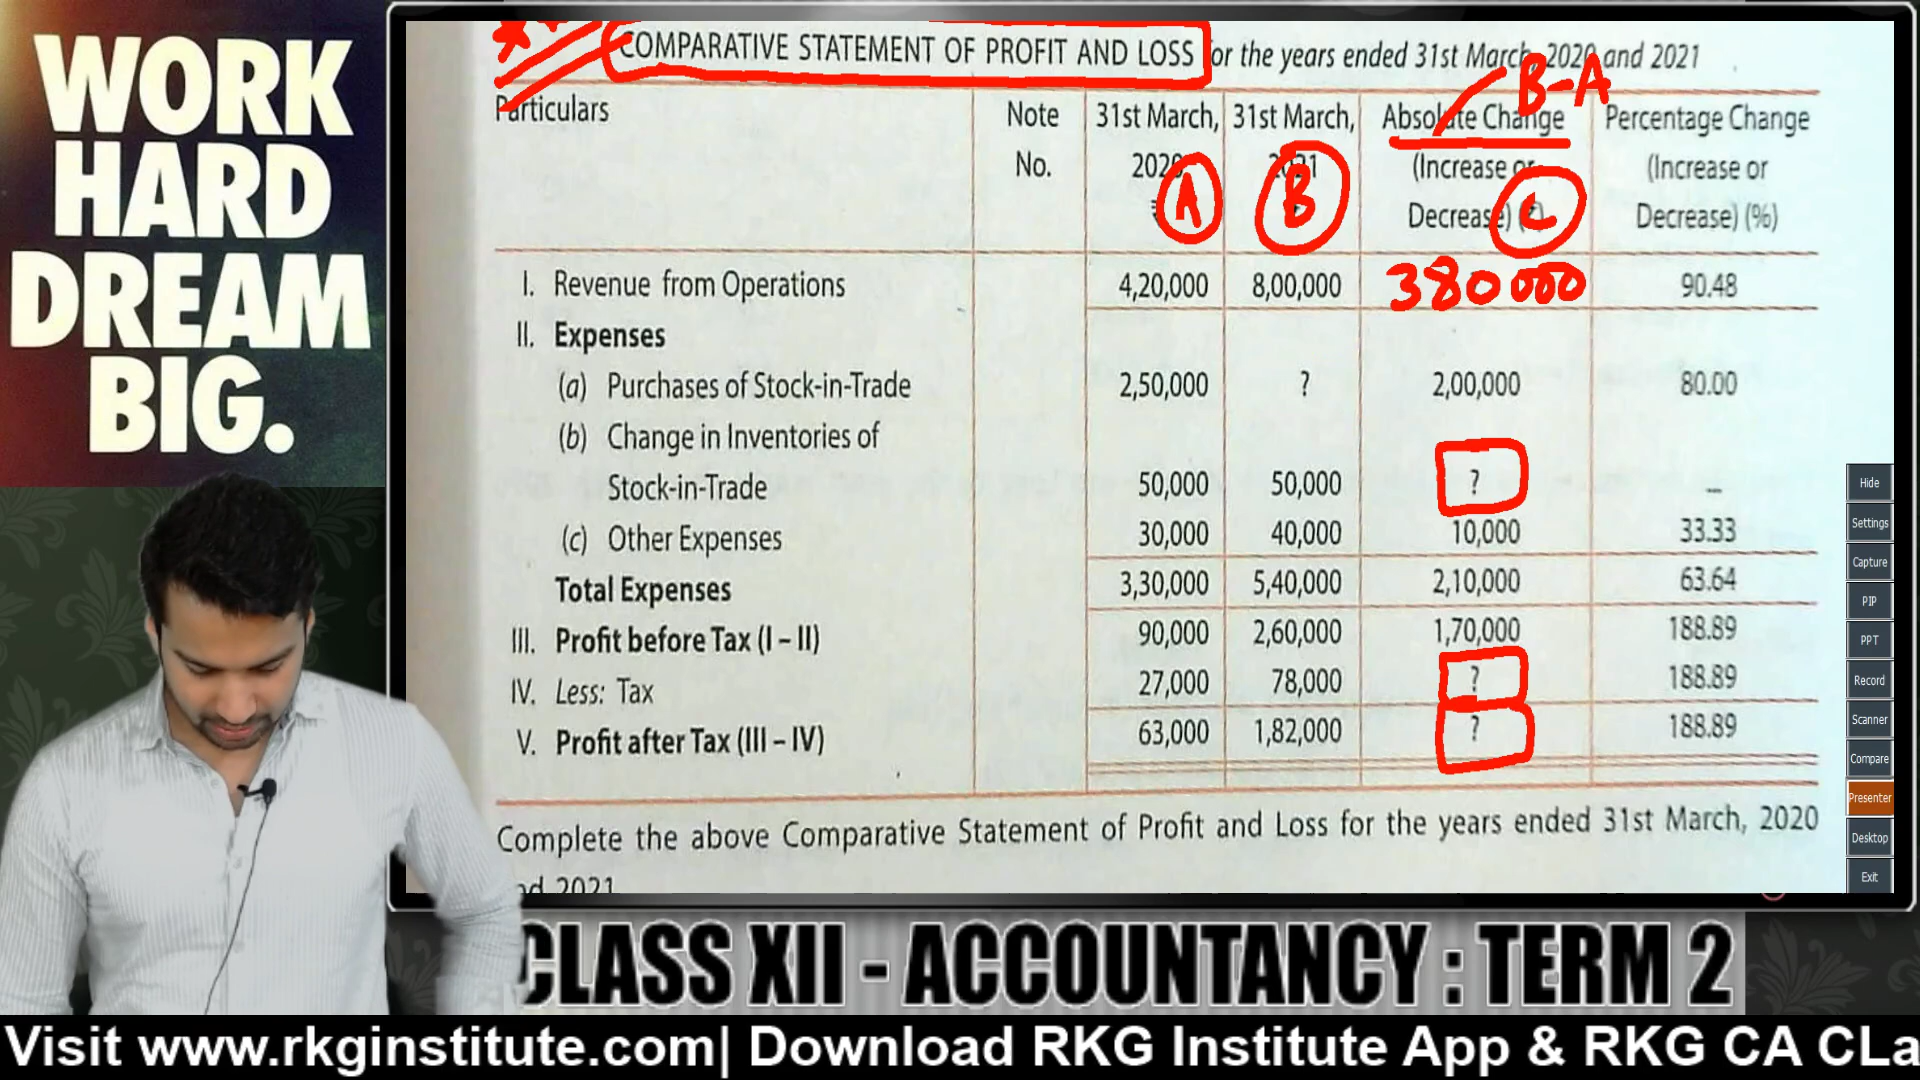 WORK
HARD
DREAM
BIG.
COMPARATIVE STATEMENT OF PROFIT AND LOSS for the years ended 31st March, 2020 and 2021
B-A
Particulars Note No. 31st March, 2020 31st March, 2021 Absolute Change (Increase or Decrease) (₹) Percentage Change (Increase or Decrease) (%)
A B C
I. Revenue from Operations 4,20,000 8,00,000 380000 90.48
II. Expenses
(a) Purchases of Stock-in-Trade 2,50,000 ? 2,00,000 80.00
(b) Change in Inventories of
Stock-in-Trade 50,000 50,000 ? –
(c) Other Expenses 30,000 40,000 10,000 33.33
Total Expenses 3,30,000 5,40,000 2,10,000 63.64
III. Profit before Tax (I – II) 90,000 2,60,000 1,70,000 188.89
IV. Less: Tax 27,000 78,000 ? 188.89
V. Profit after Tax (III – IV) 63,000 1,82,000 ? 188.89
Complete the above Comparative Statement of Profit and Loss for the years ended 31st March, 2020
2021.
Hide
Settings
Capture
PIP
PPT
Record
Scanner
Compare
Presenter
Desktop
Exit
CLASS XII - ACCOUNTANCY : TERM 2
Visit www.rkginstitute.com| Download RKG Institute App & RKG CA CLa